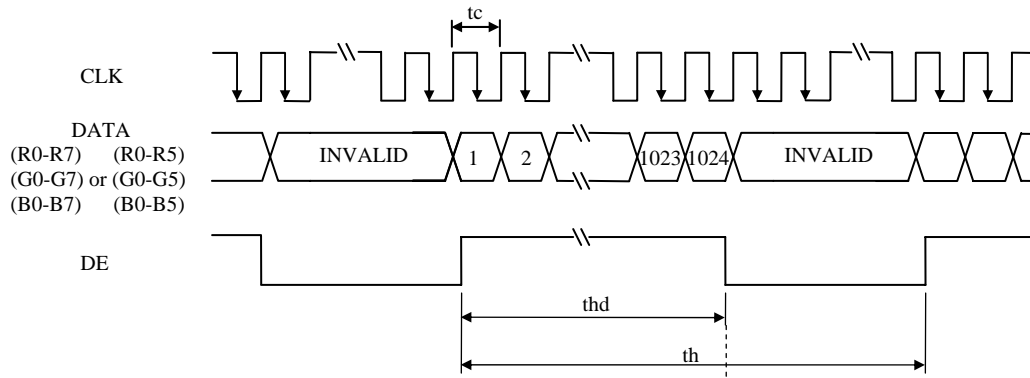 tc
CLK
DATA
(R0-R7) (R0-R5)
(G0-G7) or (G0-G5)
(B0-B7) (B0-B5)
INVALID 1 2 1023 1024 INVALID
DE
thd
th